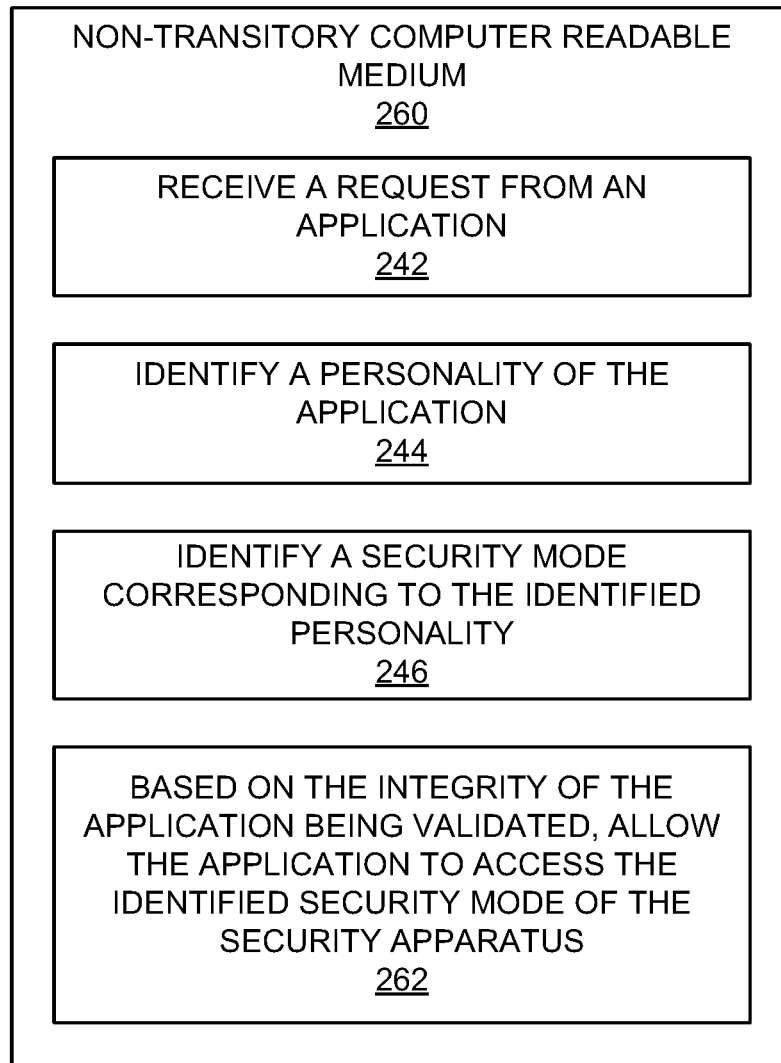 NON-TRANSITORY COMPUTER READABLE
MEDIUM
260
RECEIVE A REQUEST FROM AN
APPLICATION
242
IDENTIFY A PERSONALITY OF THE
APPLICATION
244
IDENTIFY A SECURITY MODE
CORRESPONDING TO THE IDENTIFIED
PERSONALITY
246
BASED ON THE INTEGRITY OF THE
APPLICATION BEING VALIDATED, ALLOW
THE APPLICATION TO ACCESS THE
IDENTIFIED SECURITY MODE OF THE
SECURITY APPARATUS
262